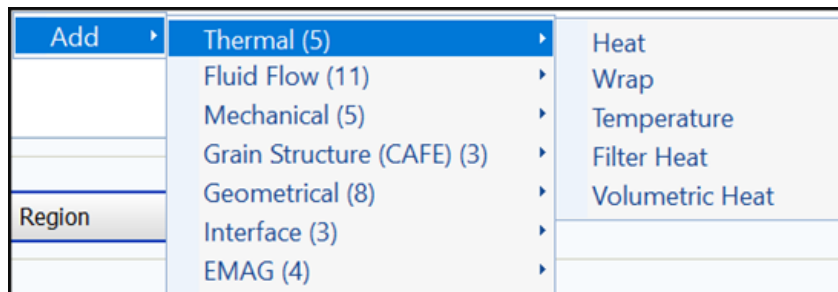 Add
Thermal (5)
Fluid Flow (11)
Mechanical (5)
Grain Structure (CAFE) (3)
Geometrical (8)
Interface (3)
EMAG (4)
Heat
Wrap
Temperature
Filter Heat
Volumetric Heat
Region